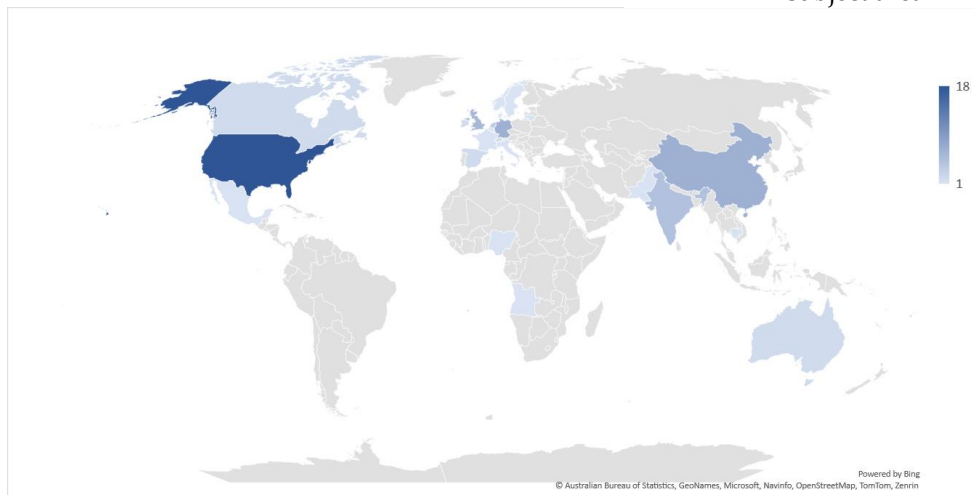 18
1
Powered by Bing
© Australian Bureau of Statistics, GeoNames, Microsoft, Navinfo, OpenStreetMap, TomTom, Zenrin